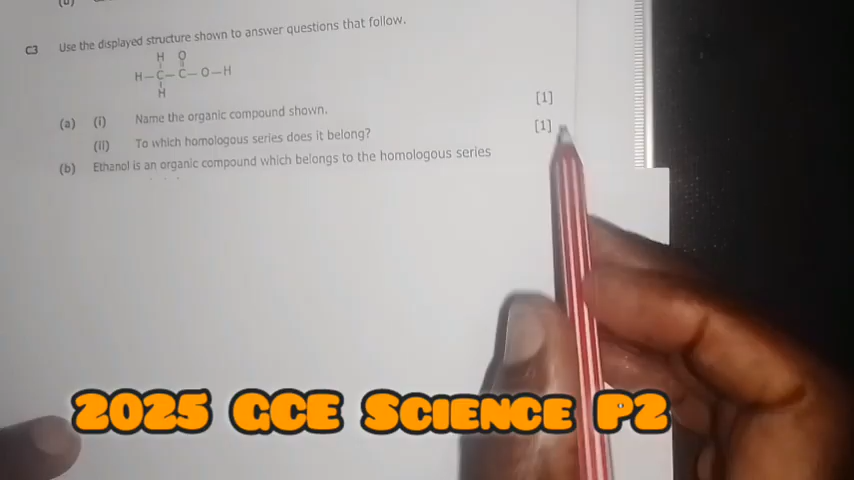 C3 Use the displayed structure shown to answer questions that follow.
H O
H—C—C—O—H
H
(a) (i) Name the organic compound shown. [1]
(ii) To which homologous series does it belong? [1]
(b) Ethanol is an organic compound which belongs to the homologous series
2025 GCE SCIENCE P2